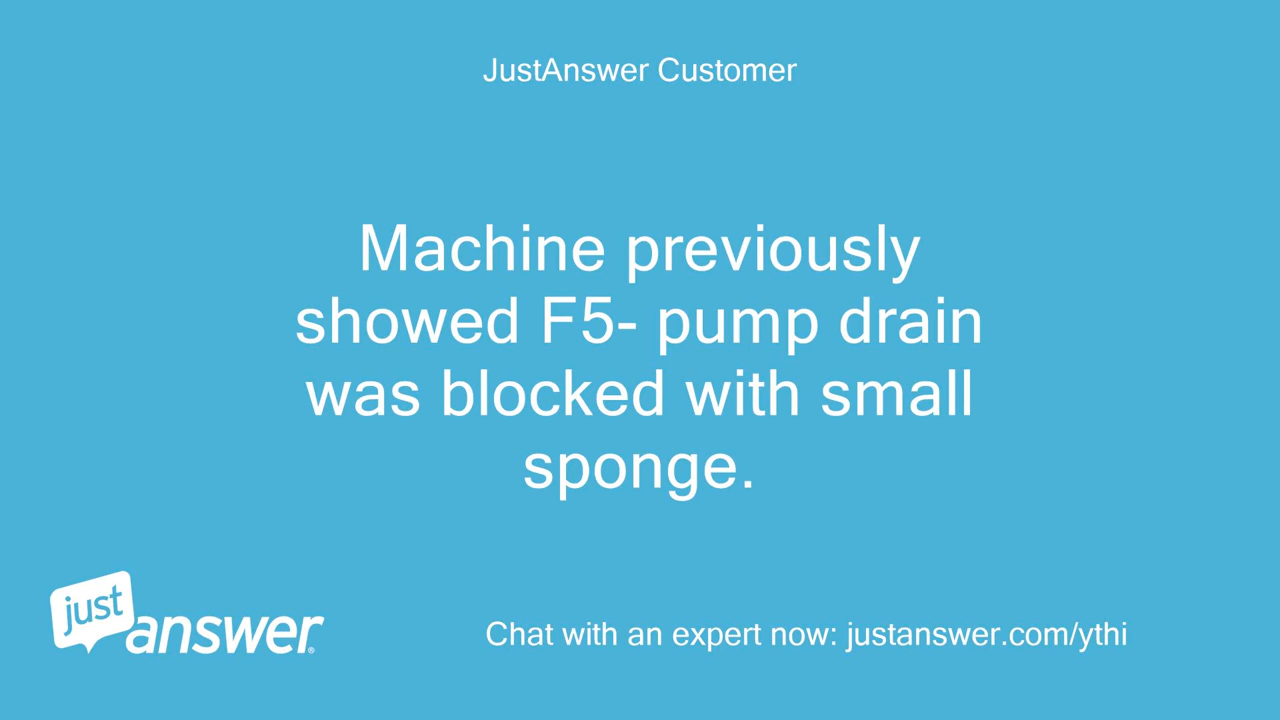 JustAnswer Customer
Machine previously
showed F5- pump drain
was blocked with small
sponge.
just
answer®
Chat with an expert now: justanswer.com/ythi